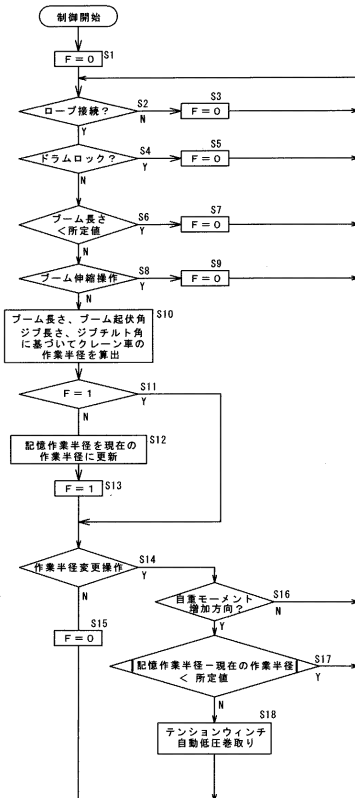 制御開始
F=0 S1
ロープ接続？ S2
N
Y
F=0 S3
ドラムロック？ S4
Y
N
F=0 S5
ブーム長さ
＜所定値
S6
Y
N
F=0 S7
ブーム伸縮操作 S8
Y
N
F=0 S9
S10
ブーム長さ、ブーム起伏角
ジブ長さ、ジブチルト角
に基づいてクレーン車の
作業半径を算出
F=1 S11
Y
N
S12
記憶作業半径を現在の
作業半径に更新
F=1 S13
作業半径変更操作 S14
Y
N
F=0 S15
自重モーメント
増加方向？
S16
N
Y
|記憶作業半径−現在の作業半径|
＜ 所定値
S17
Y
N
S18
テンションウィンチ
自動低圧巻取り